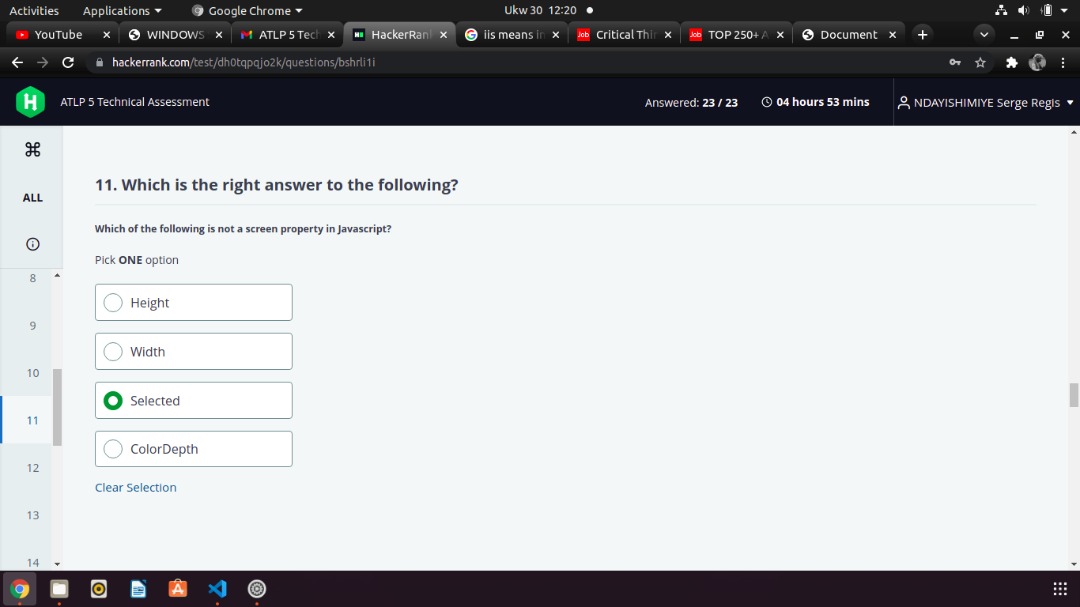 Activities Applications Google Chrome Ukw 30 12:20
YouTube WINDOWS ATLP 5 Tech HackerRan iis means in Critical Thin TOP 250+ A Document
hackerrank.com/test/dh0tqpqjo2k/questions/bshrli1i
H ATLP 5 Technical Assessment Answered: 23 / 23 04 hours 53 mins NDAYISHIMIYE Serge Regis
ALL
8
9
10
11
12
13
14
11. Which is the right answer to the following?
Which of the following is not a screen property in Javascript?
Pick ONE option
Height
Width
Selected
ColorDepth
Clear Selection